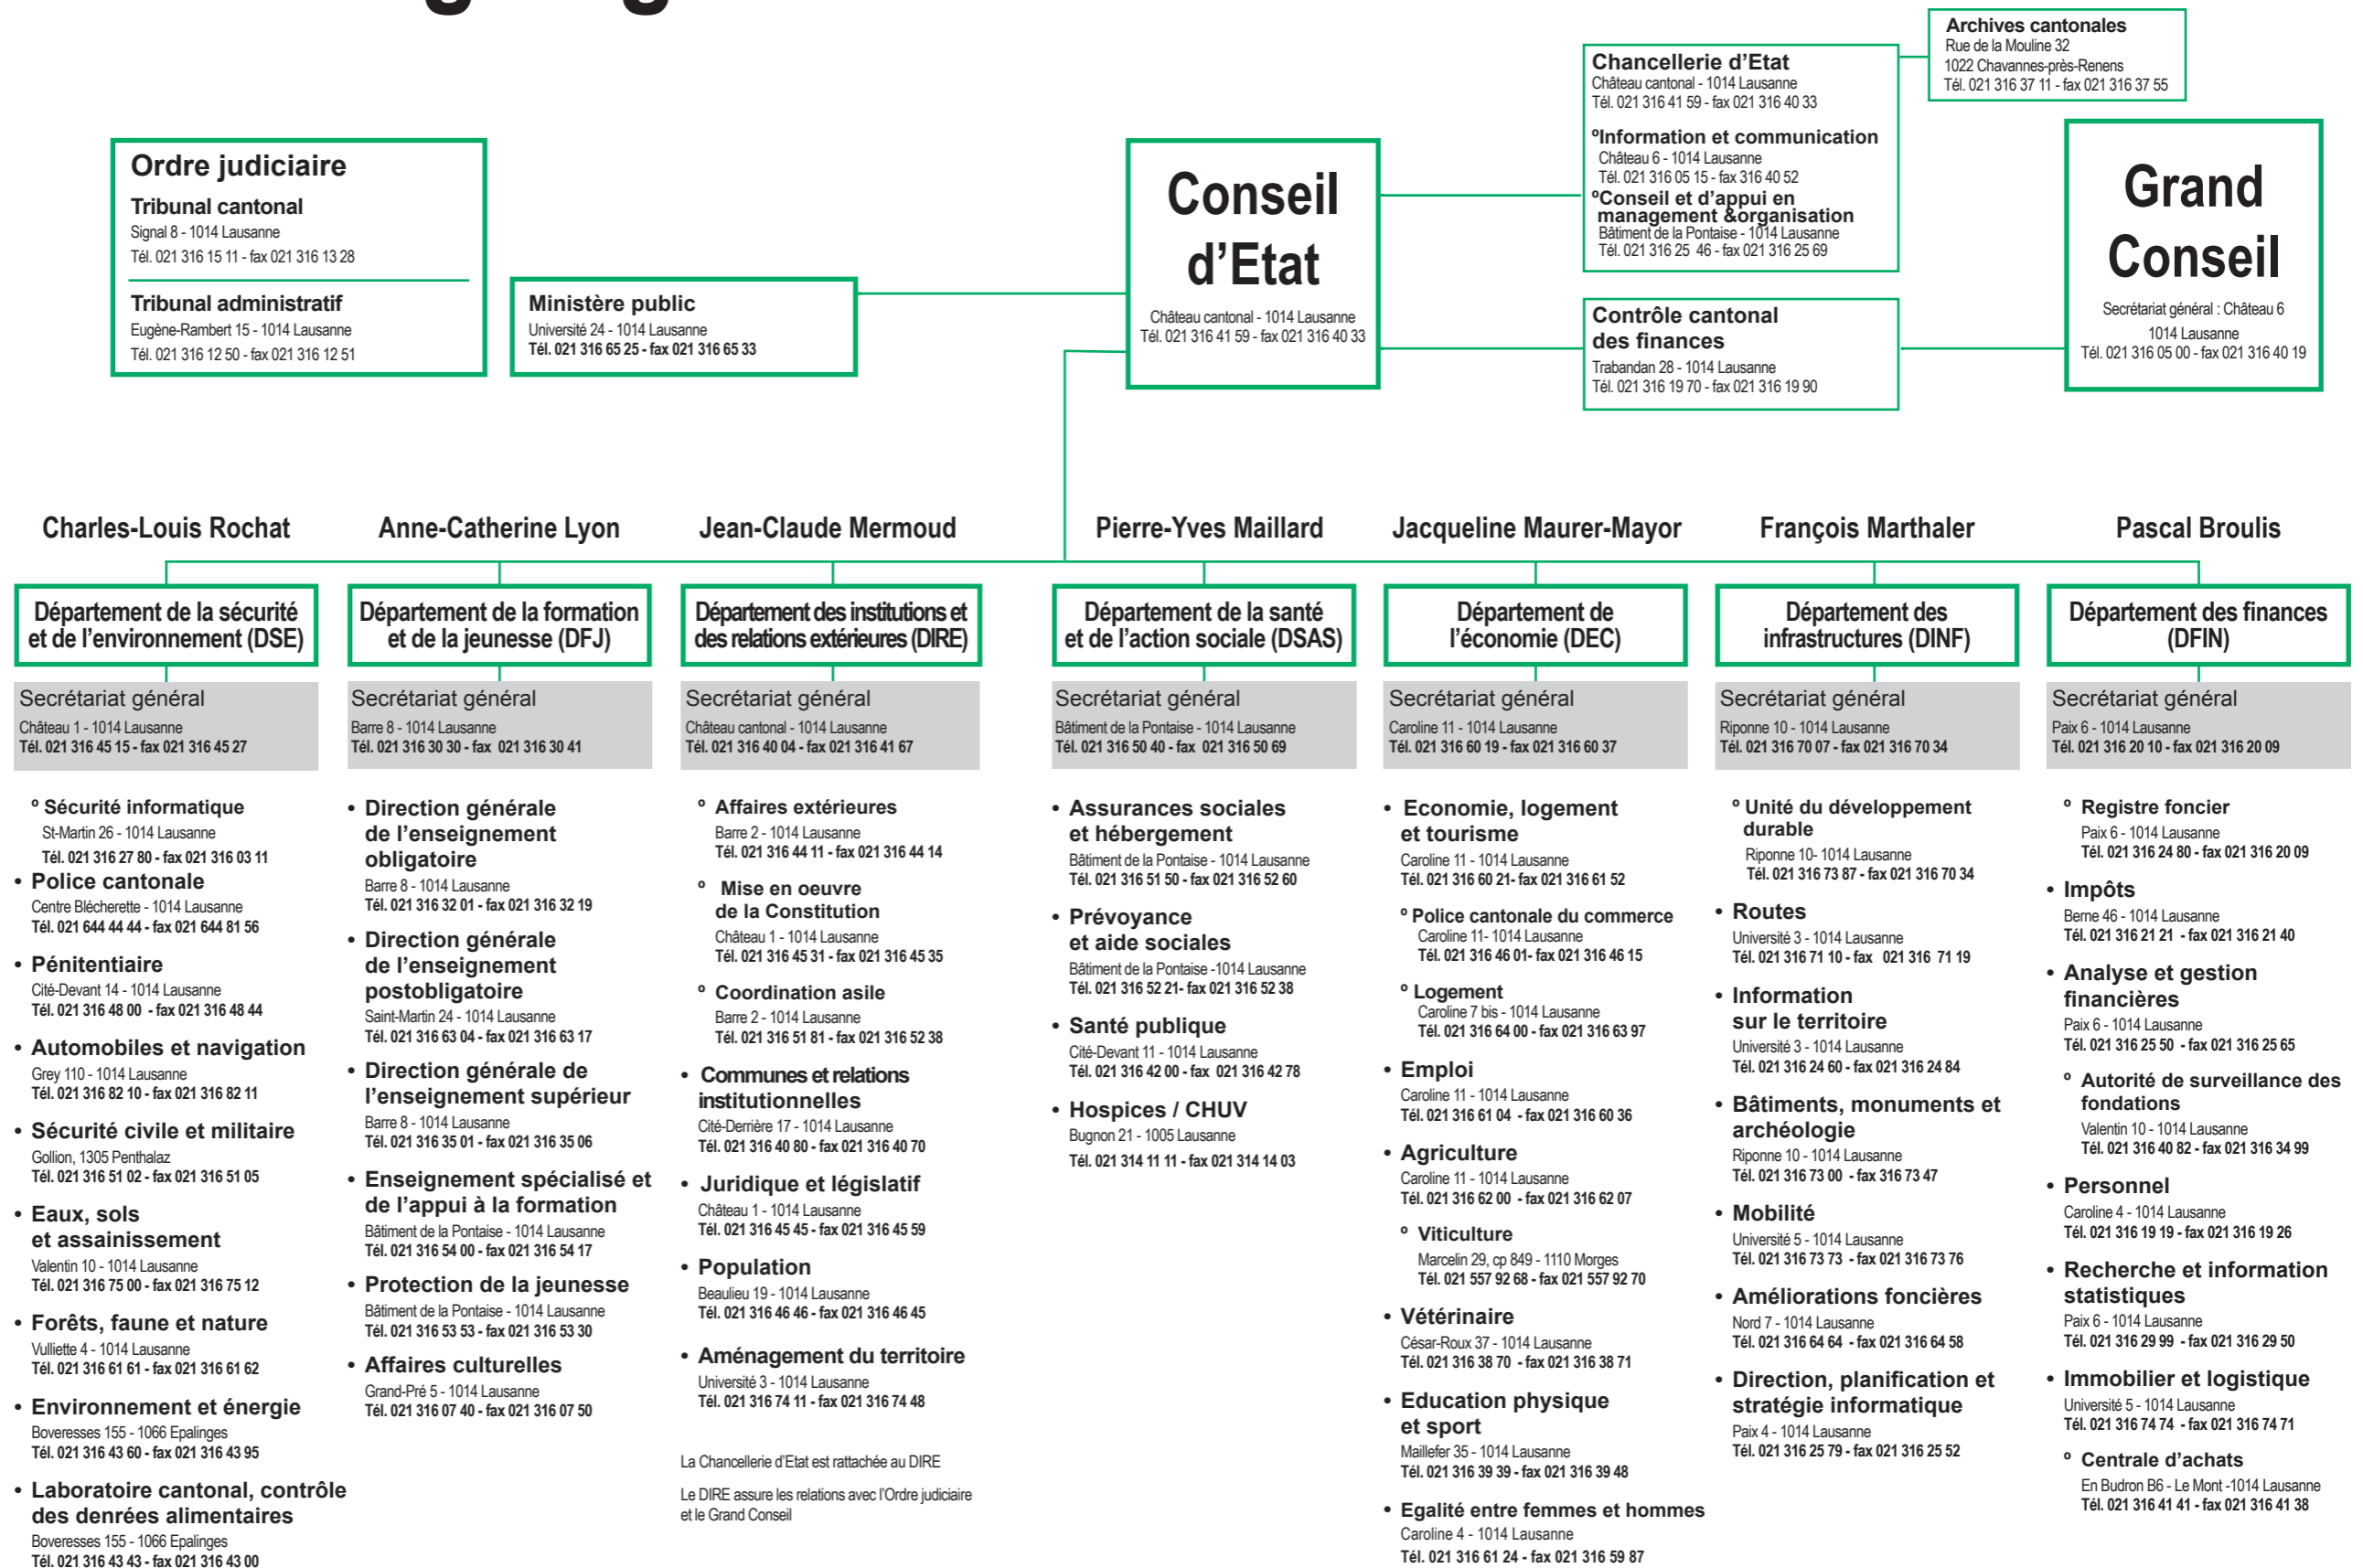 Archives cantonales
Rue de la Mouline 32
1022 Chavannes-près-Renens
Tél. 021 316 37 11 - fax 021 316 37 55
Chancellerie d'Etat
Château cantonal - 1014 Lausanne
Tél. 021 316 41 59 - fax 021 316 40 33
ºInformation et communication
Château 6 - 1014 Lausanne
Tél. 021 316 05 15 - fax 316 40 52
ºConseil et d'appui en
management &organisation
Bâtiment de la Pontaise - 1014 Lausanne
Tél. 021 316 25 46 - fax 021 316 25 69
Ordre judiciaire
Tribunal cantonal
Signal 8 - 1014 Lausanne
Tél. 021 316 15 11 - fax 021 316 13 28
Tribunal administratif
Eugène-Rambert 15 - 1014 Lausanne
Tél. 021 316 12 50 - fax 021 316 12 51
Ministère public
Université 24 - 1014 Lausanne
Tél. 021 316 65 25 - fax 021 316 65 33
Conseil
d'Etat
Château cantonal - 1014 Lausanne
Tél. 021 316 41 59 - fax 021 316 40 33
Contrôle cantonal
des finances
Trabandan 28 - 1014 Lausanne
Tél. 021 316 19 70 - fax 021 316 19 90
Grand
Conseil
Secrétariat général : Château 6
1014 Lausanne
Tél. 021 316 05 00 - fax 021 316 40 19
Charles-Louis Rochat
Département de la sécurité
et de l'environnement (DSE)
Secrétariat général
Château 1 - 1014 Lausanne
Tél. 021 316 45 15 - fax 021 316 45 27
º Sécurité informatique
St-Martin 26 - 1014 Lausanne
Tél. 021 316 27 80 - fax 021 316 03 11
• Police cantonale
Centre Blécherette - 1014 Lausanne
Tél. 021 644 44 44 - fax 021 644 81 56
• Pénitentiaire
Cité-Devant 14 - 1014 Lausanne
Tél. 021 316 48 00 - fax 021 316 48 44
• Automobiles et navigation
Grey 110 - 1014 Lausanne
Tél. 021 316 82 10 - fax 021 316 82 11
• Sécurité civile et militaire
Gollion, 1305 Penthalaz
Tél. 021 316 51 02 - fax 021 316 51 05
• Eaux, sols
et assainissement
Valentin 10 - 1014 Lausanne
Tél. 021 316 75 00 - fax 021 316 75 12
• Forêts, faune et nature
Vulliette 4 - 1014 Lausanne
Tél. 021 316 61 61 - fax 021 316 61 62
• Environnement et énergie
Boveresses 155 - 1066 Epalinges
Tél. 021 316 43 60 - fax 021 316 43 95
• Laboratoire cantonal, contrôle
des denrées alimentaires
Boveresses 155 - 1066 Epalinges
Tél. 021 316 43 43 - fax 021 316 43 00
Anne-Catherine Lyon
Département de la formation
et de la jeunesse (DFJ)
Secrétariat général
Barre 8 - 1014 Lausanne
Tél. 021 316 30 30 - fax 021 316 30 41
• Direction générale
de l'enseignement
obligatoire
Barre 8 - 1014 Lausanne
Tél. 021 316 32 01 - fax 021 316 32 19
• Direction générale
de l'enseignement
postobligatoire
Saint-Martin 24 - 1014 Lausanne
Tél. 021 316 63 04 - fax 021 316 63 17
• Direction générale de
l'enseignement supérieur
Barre 8 - 1014 Lausanne
Tél. 021 316 35 01 - fax 021 316 35 06
• Enseignement spécialisé et
de l'appui à la formation
Bâtiment de la Pontaise - 1014 Lausanne
Tél. 021 316 54 00 - fax 021 316 54 17
• Protection de la jeunesse
Bâtiment de la Pontaise - 1014 Lausanne
Tél. 021 316 53 53 - fax 021 316 53 30
• Affaires culturelles
Grand-Pré 5 - 1014 Lausanne
Tél. 021 316 07 40 - fax 021 316 07 50
Jean-Claude Mermoud
Département des institutions et
des relations extérieures (DIRE)
Secrétariat général
Château cantonal - 1014 Lausanne
Tél. 021 316 40 04 - fax 021 316 41 67
º Affaires extérieures
Barre 2 - 1014 Lausanne
Tél. 021 316 44 11 - fax 021 316 44 14
º Mise en oeuvre
de la Constitution
Château 1 - 1014 Lausanne
Tél. 021 316 45 31 - fax 021 316 45 35
º Coordination asile
Barre 2 - 1014 Lausanne
Tél. 021 316 51 81 - fax 021 316 52 38
• Communes et relations
institutionnelles
Cité-Derrière 17 - 1014 Lausanne
Tél. 021 316 40 80 - fax 021 316 40 70
• Juridique et législatif
Château 1 - 1014 Lausanne
Tél. 021 316 45 45 - fax 021 316 45 59
• Population
Beaulieu 19 - 1014 Lausanne
Tél. 021 316 46 46 - fax 021 316 46 45
• Aménagement du territoire
Université 3 - 1014 Lausanne
Tél. 021 316 74 11 - fax 021 316 74 48
La Chancellerie d'Etat est rattachée au DIRE
Le DIRE assure les relations avec l'Ordre judiciaire
et le Grand Conseil
Pierre-Yves Maillard
Département de la santé
et de l'action sociale (DSAS)
Secrétariat général
Bâtiment de la Pontaise - 1014 Lausanne
Tél. 021 316 50 40 - fax 021 316 50 69
• Assurances sociales
et hébergement
Bâtiment de la Pontaise - 1014 Lausanne
Tél. 021 316 51 50 - fax 021 316 52 60
• Prévoyance
et aide sociales
Bâtiment de la Pontaise -1014 Lausanne
Tél. 021 316 52 21- fax 021 316 52 38
• Santé publique
Cité-Devant 11 - 1014 Lausanne
Tél. 021 316 42 00 - fax 021 316 42 78
• Hospices / CHUV
Bugnon 21 - 1005 Lausanne
Tél. 021 314 11 11 - fax 021 314 14 03
Jacqueline Maurer-Mayor
Département de
l'économie (DEC)
Secrétariat général
Caroline 11 - 1014 Lausanne
Tél. 021 316 60 19 - fax 021 316 60 37
• Economie, logement
et tourisme
Caroline 11 - 1014 Lausanne
Tél. 021 316 60 21- fax 021 316 61 52
º Police cantonale du commerce
Caroline 11- 1014 Lausanne
Tél. 021 316 46 01- fax 021 316 46 15
º Logement
Caroline 7 bis - 1014 Lausanne
Tél. 021 316 64 00 - fax 021 316 63 97
• Emploi
Caroline 11 - 1014 Lausanne
Tél. 021 316 61 04 - fax 021 316 60 36
• Agriculture
Caroline 11 - 1014 Lausanne
Tél. 021 316 62 00 - fax 021 316 62 07
º Viticulture
Marcelin 29, cp 849 - 1110 Morges
Tél. 021 557 92 68 - fax 021 557 92 70
• Vétérinaire
César-Roux 37 - 1014 Lausanne
Tél. 021 316 38 70 - fax 021 316 38 71
• Education physique
et sport
Maillefer 35 - 1014 Lausanne
Tél. 021 316 39 39 - fax 021 316 39 48
• Egalité entre femmes et hommes
Caroline 4 - 1014 Lausanne
Tél. 021 316 61 24 - fax 021 316 59 87
François Marthaler
Département des
infrastructures (DINF)
Secrétariat général
Riponne 10 - 1014 Lausanne
Tél. 021 316 70 07 - fax 021 316 70 34
º Unité du développement
durable
Riponne 10- 1014 Lausanne
Tél. 021 316 73 87 - fax 021 316 70 34
• Routes
Université 3 - 1014 Lausanne
Tél. 021 316 71 10 - fax 021 316 71 19
• Information
sur le territoire
Université 3 - 1014 Lausanne
Tél. 021 316 24 60 - fax 021 316 24 84
• Bâtiments, monuments et
archéologie
Riponne 10 - 1014 Lausanne
Tél. 021 316 73 00 - fax 316 73 47
• Mobilité
Université 5 - 1014 Lausanne
Tél. 021 316 73 73 - fax 021 316 73 76
• Améliorations foncières
Nord 7 - 1014 Lausanne
Tél. 021 316 64 64 - fax 021 316 64 58
• Direction, planification et
stratégie informatique
Paix 4 - 1014 Lausanne
Tél. 021 316 25 79 - fax 021 316 25 52
Pascal Broulis
Département des finances
(DFIN)
Secrétariat général
Paix 6 - 1014 Lausanne
Tél. 021 316 20 10 - fax 021 316 20 09
º Registre foncier
Paix 6 - 1014 Lausanne
Tél. 021 316 24 80 - fax 021 316 20 09
• Impôts
Berne 46 - 1014 Lausanne
Tél. 021 316 21 21 - fax 021 316 21 40
• Analyse et gestion
financières
Paix 6 - 1014 Lausanne
Tél. 021 316 25 50 - fax 021 316 25 65
º Autorité de surveillance des
fondations
Valentin 10 - 1014 Lausanne
Tél. 021 316 40 82 - fax 021 316 34 99
• Personnel
Caroline 4 - 1014 Lausanne
Tél. 021 316 19 19 - fax 021 316 19 26
• Recherche et information
statistiques
Paix 6 - 1014 Lausanne
Tél. 021 316 29 99 - fax 021 316 29 50
• Immobilier et logistique
Université 5 - 1014 Lausanne
Tél. 021 316 74 74 - fax 021 316 74 71
º Centrale d'achats
En Budron B6 - Le Mont -1014 Lausanne
Tél. 021 316 41 41 - fax 021 316 41 38